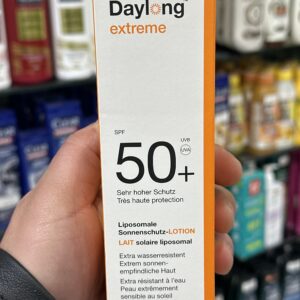 Daylong
extreme
SPF
UVB
UVA
50+
Sehr hoher Schutz
Très haute protection
Liposomale
Sonnenschutz-LOTION
LAIT solaire liposomal
Extra wasserresistent
Extrem sonnen-
empfindliche Haut
Extra résistant à l'eau
Peau extrêmement
sensible au soleil